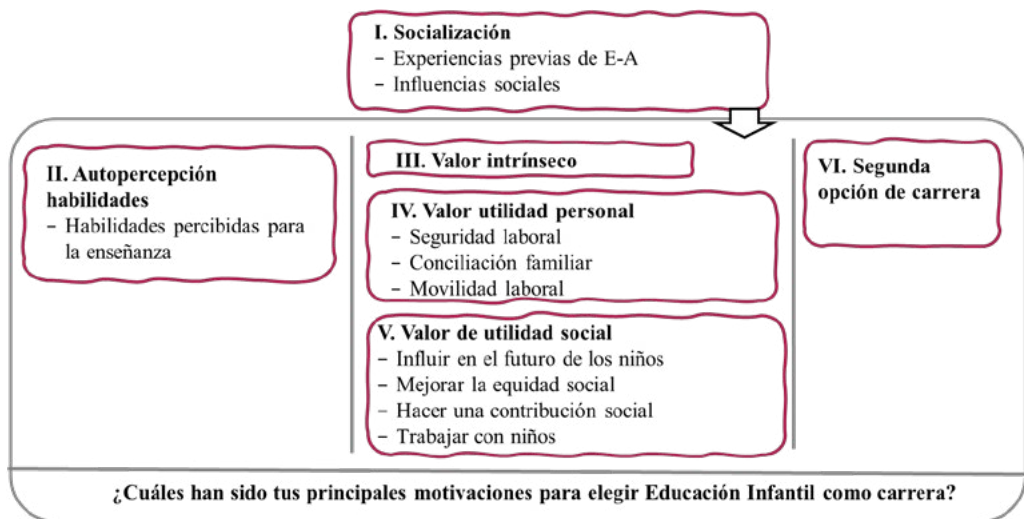 I. Socialización
– Experiencias previas de E-A
– Influencias sociales
II. Autopercepción
habilidades
– Habilidades percibidas para
la enseñanza
III. Valor intrínseco
IV. Valor utilidad personal
– Seguridad laboral
– Conciliación familiar
– Movilidad laboral
V. Valor de utilidad social
– Influir en el futuro de los niños
– Mejorar la equidad social
– Hacer una contribución social
– Trabajar con niños
VI. Segunda
opción de carrera
¿Cuáles han sido tus principales motivaciones para elegir Educación Infantil como carrera?